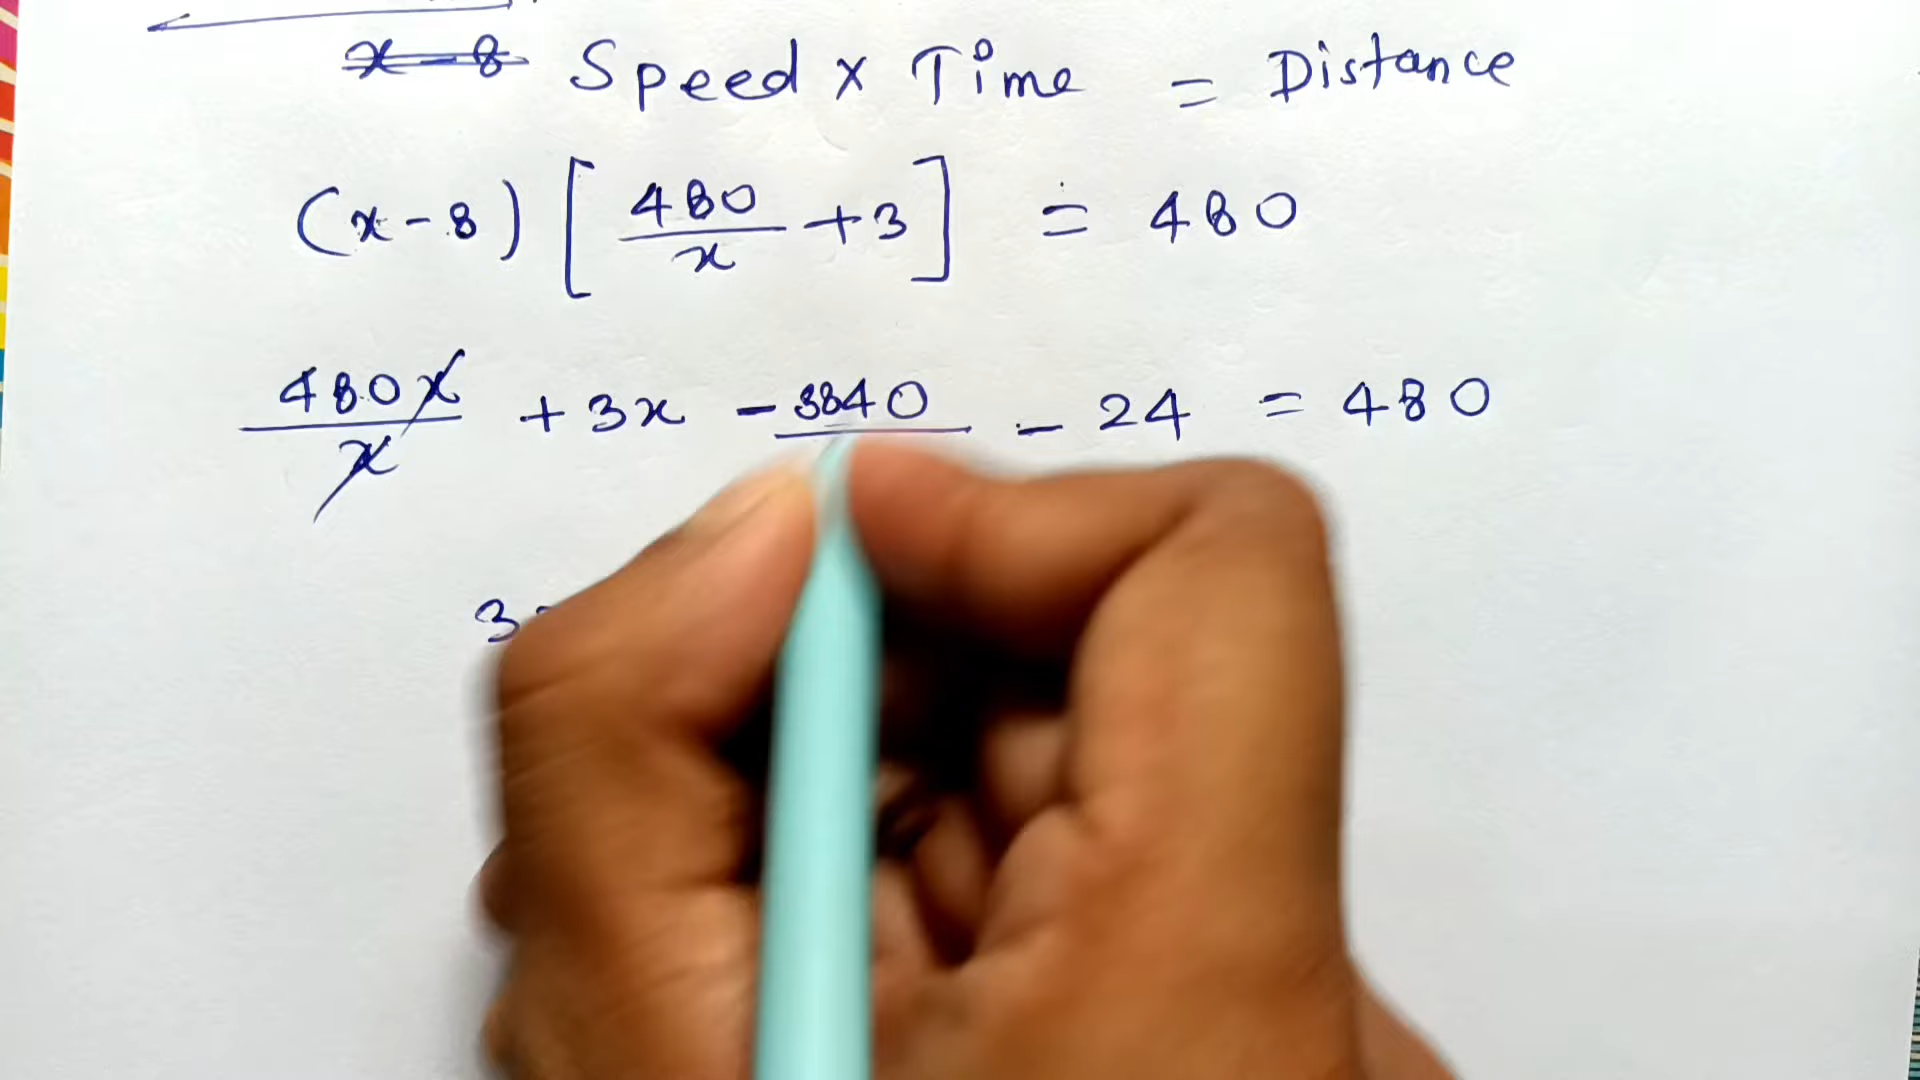 x - 8 Speed x Time = Distance
(x - 8) [ 480/x + 3 ] = 480
480x/x + 3x - 3840/ - 24 = 480
3